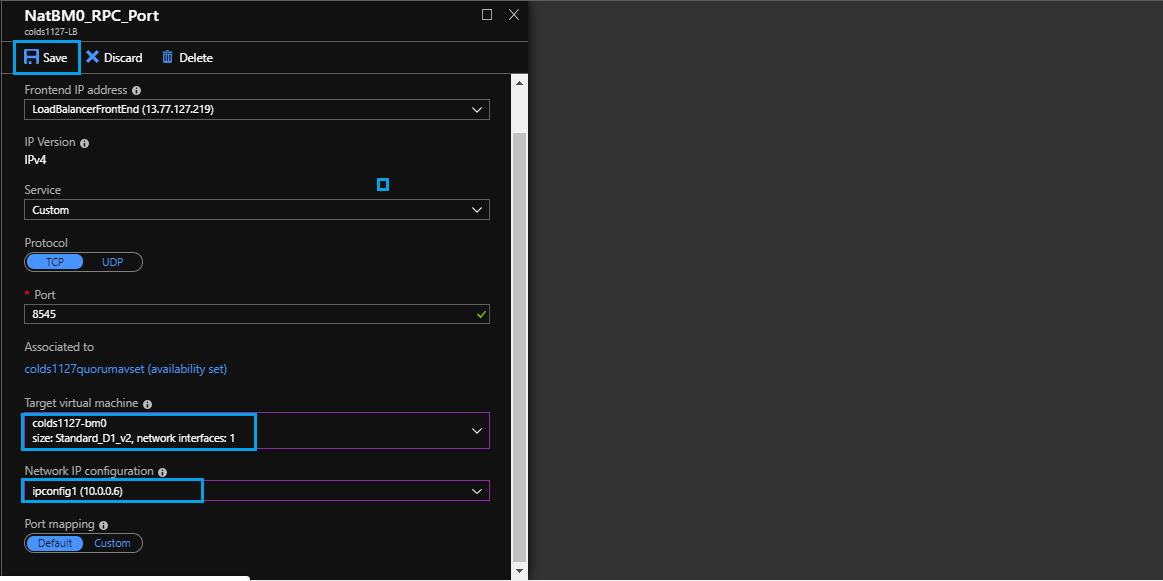 NatBM0_RPC_Port
colds1127-LB
Save Discard Delete
Frontend IP address
LoadBalancerFrontEnd (13.77.127.219)
IP Version
IPv4
Service
Custom
Protocol
TCP UDP
* Port
8545
Associated to
colds1127quorumavset (availability set)
Target virtual machine
colds1127-bm0
size: Standard_D1_v2, network interfaces: 1
Network IP configuration
ipconfig1 (10.0.0.6)
Port mapping
Default Custom